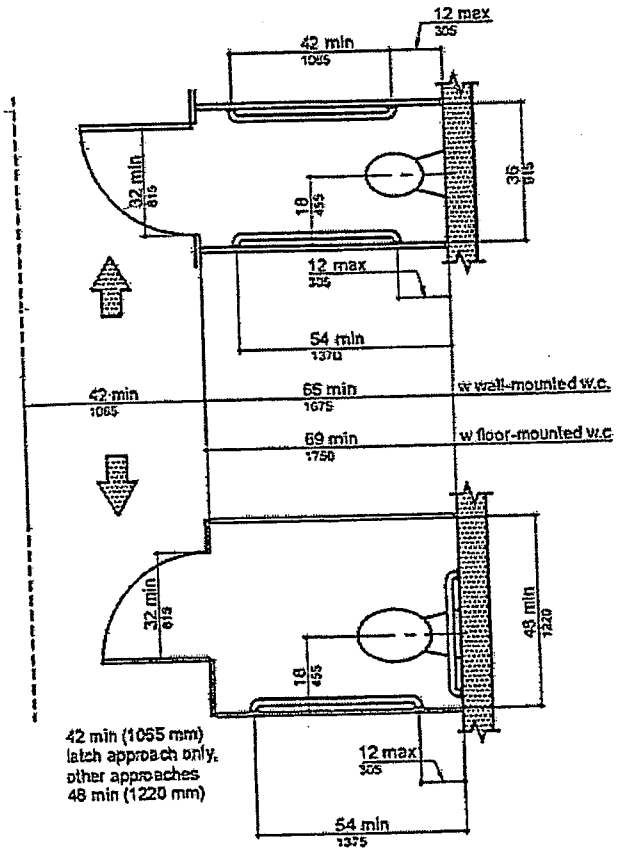 12 max
305
42 min
1065
32 min
815
18
455
36
915
12 max
305
54 min
1370
42 min
1065
66 min
1675
w wall-mounted w.c.
69 min
1750
w floor-mounted w.c
32 min
815
18
455
48 min
1220
42 min (1065 mm)
latch approach only,
other approaches
48 min (1220 mm)
12 max
305
54 min
1375